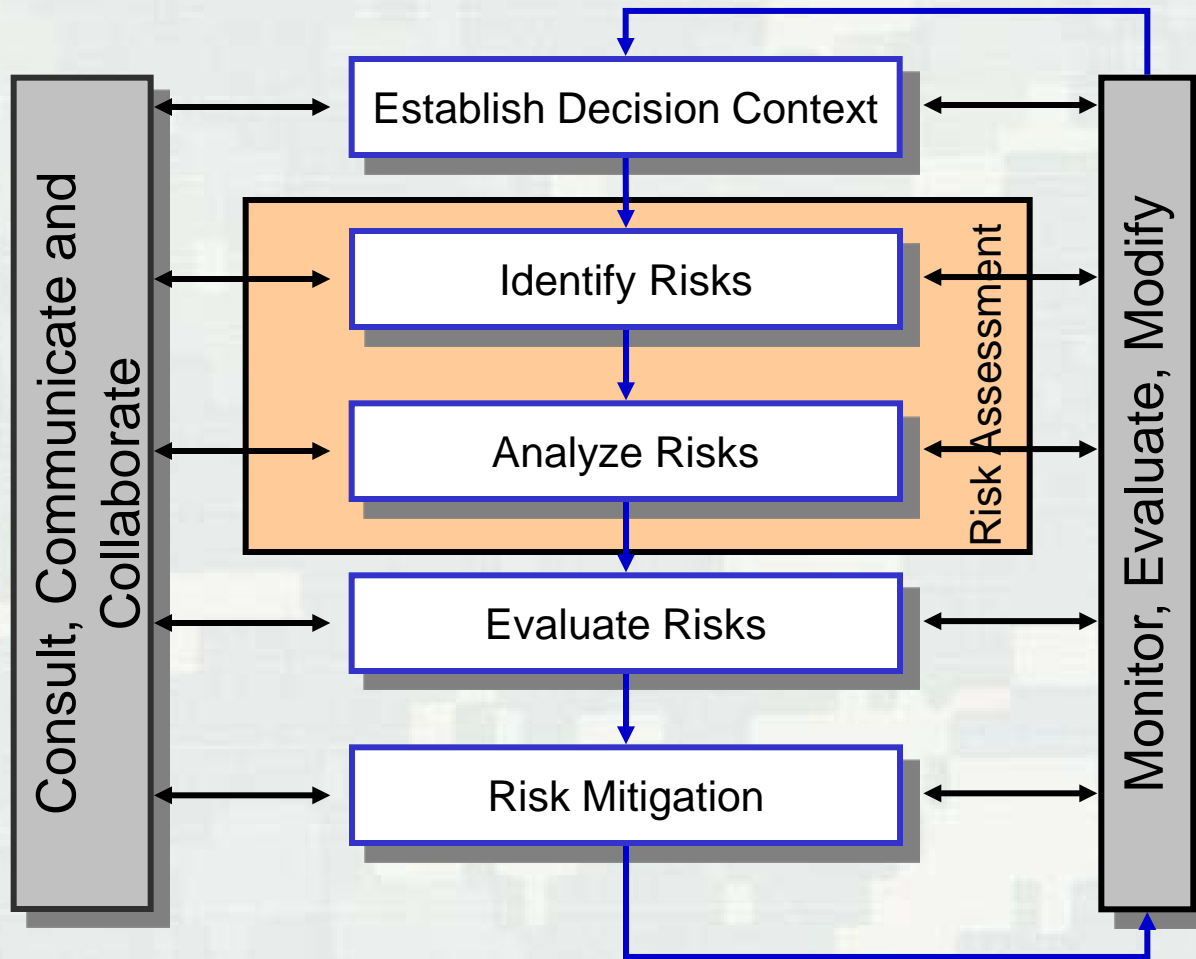 Consult, Communicate and
Collaborate
Establish Decision Context
Identify Risks
Analyze Risks
Risk Assessment
Evaluate Risks
Risk Mitigation
Monitor, Evaluate, Modify